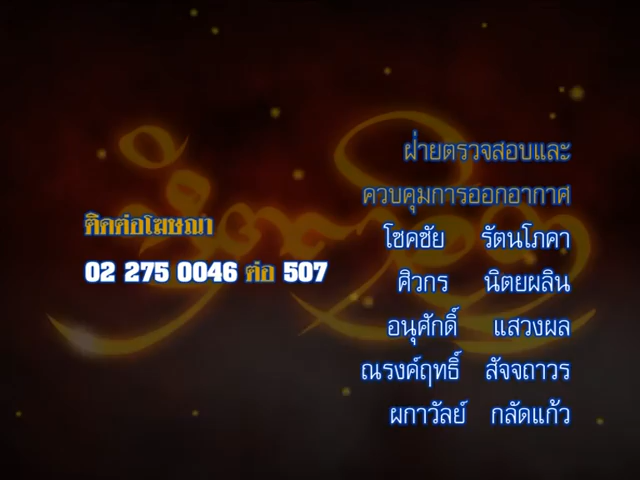 ติดต่อโฆษณา
02 275 0046 ต่อ 507
ฝ่ายตรวจสอบและ
ควบคุมการออกอากาศ
โชคชัย รัตนโภคา
ศิวกร นิตยผลิน
อนุศักดิ์ แสวงผล
ณรงค์ฤทธิ์ สัจจถาวร
ผกาวัลย์ กลัดแก้ว